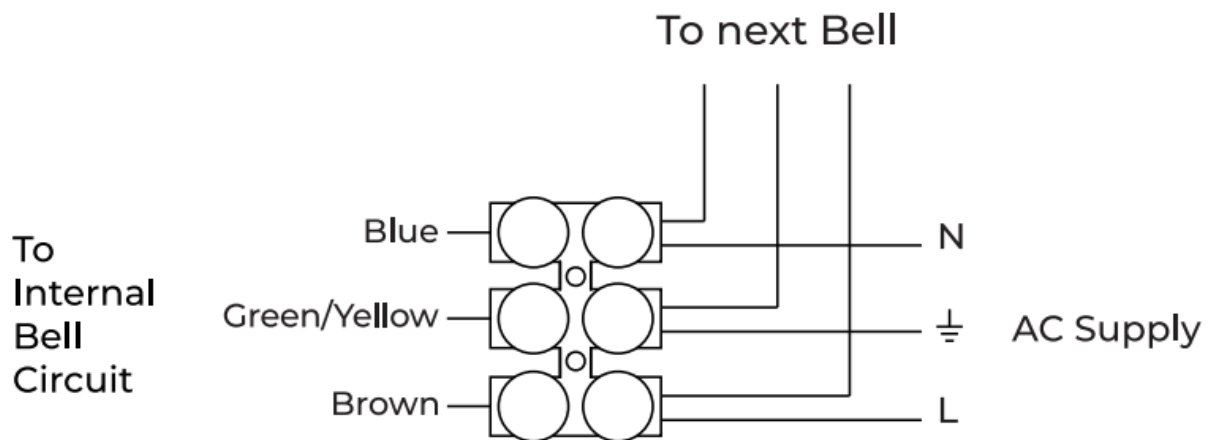 To next Bell
To
Internal
Bell
Circuit
Blue
Green/Yellow
Brown
N
L
AC Supply